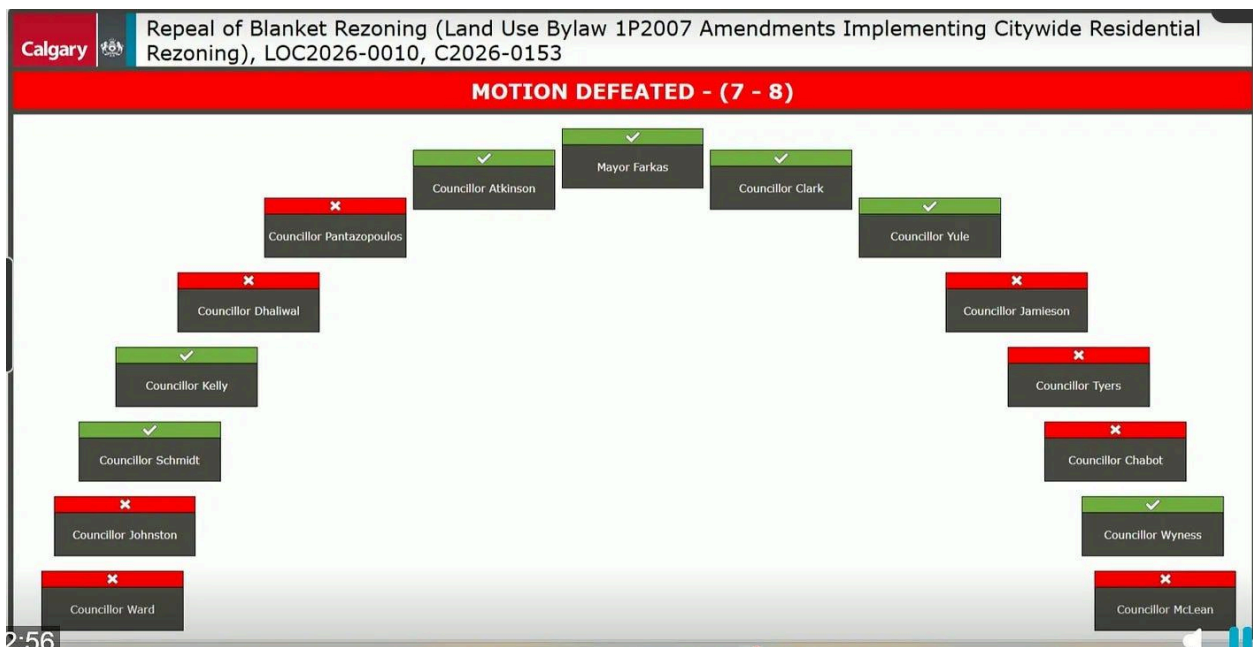 Calgary
Repeal of Blanket Rezoning (Land Use Bylaw 1P2007 Amendments Implementing Citywide Residential
Rezoning), LOC2026-0010, C2026-0153
MOTION DEFEATED - (7 - 8)
Mayor Farkas
Councillor Atkinson
Councillor Clark
Councillor Pantazopoulos
Councillor Yule
Councillor Dhaliwal
Councillor Jamieson
Councillor Kelly
Councillor Tyers
Councillor Schmidt
Councillor Chabot
Councillor Johnston
Councillor Wyness
Councillor Ward
Councillor McLean
2:56